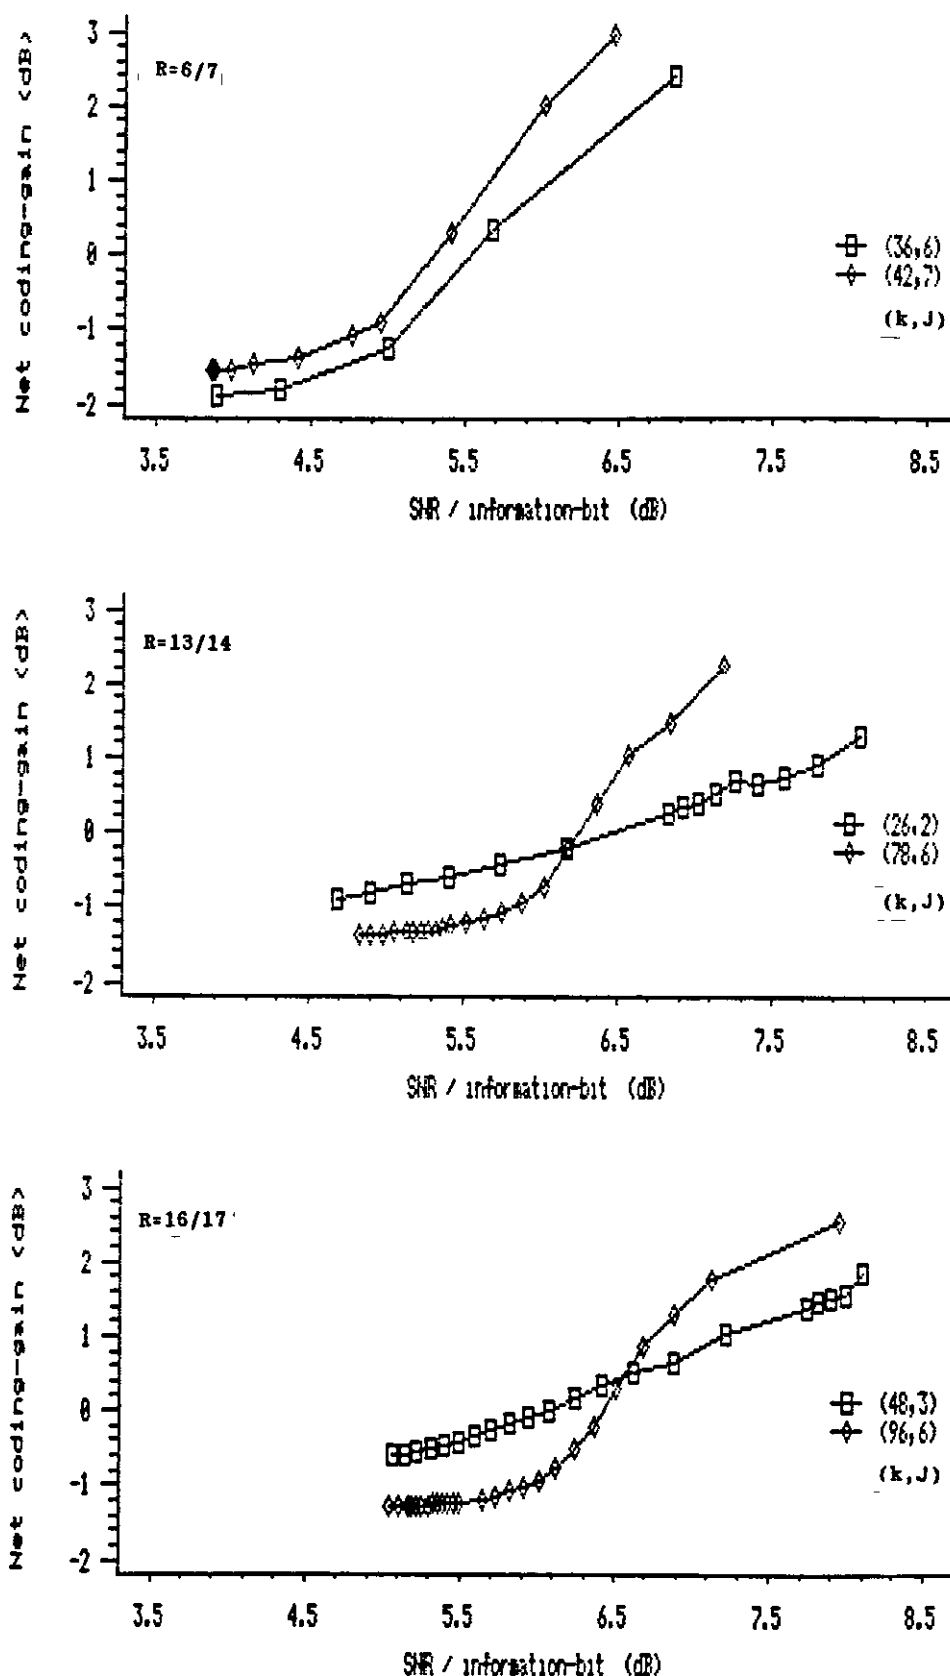 Net coding-gain <dB>
3
2
1
0
-1
-2
R=6/7
(36,6)
(42,7)
(k,J)
3.5 4.5 5.5 6.5 7.5 8.5
SNR / information-bit (dB)
Net coding-gain <dB>
3
2
1
0
-1
-2
R=13/14
(26,2)
(78,6)
(k,J)
3.5 4.5 5.5 6.5 7.5 8.5
SNR / information-bit (dB)
Net coding-gain <dB>
3
2
1
0
-1
-2
R=16/17
(48,3)
(96,6)
(k,J)
3.5 4.5 5.5 6.5 7.5 8.5
SNR / information-bit (dB)